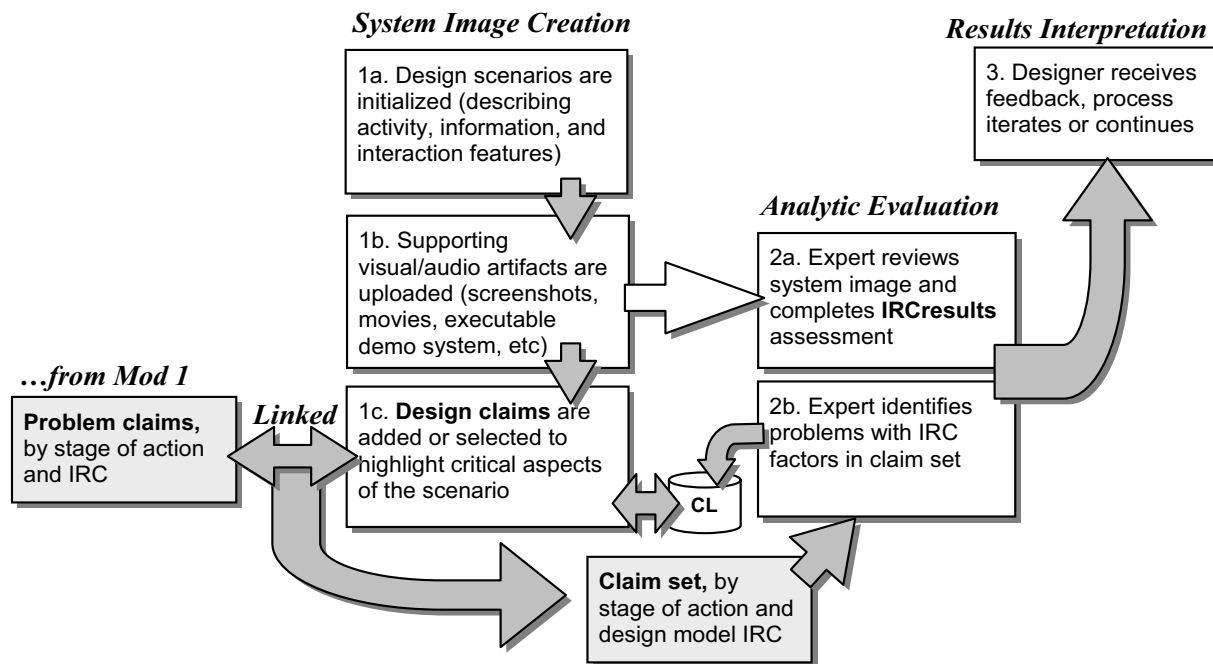 System Image Creation
1a. Design scenarios are
initialized (describing
activity, information, and
interaction features)
1b. Supporting
visual/audio artifacts are
uploaded (screenshots,
movies, executable
demo system, etc)
…from Mod 1
Problem claims,
by stage of action
and IRC
Linked
1c. Design claims are
added or selected to
highlight critical aspects
of the scenario
CL
Claim set, by
stage of action and
design model IRC
Analytic Evaluation
2a. Expert reviews
system image and
completes IRCresults
assessment
2b. Expert identifies
problems with IRC
factors in claim set
Results Interpretation
3. Designer receives
feedback, process
iterates or continues